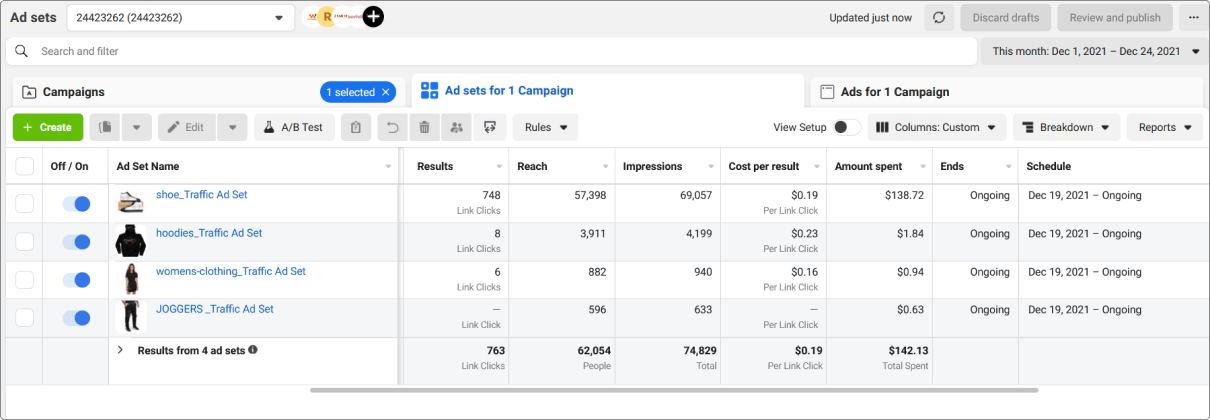 Ad sets 24423262 (24423262) R Updated just now Discard drafts Review and publish
Search and filter This month: Dec 1, 2021 – Dec 24, 2021
Campaigns 1 selected × Ad sets for 1 Campaign Ads for 1 Campaign
+ Create Edit A/B Test Rules View Setup Columns: Custom Breakdown Reports
Off / On Ad Set Name Results Reach Impressions Cost per result Amount spent Ends Schedule
shoe_Traffic Ad Set 748 57,398 69,057 $0.19 $138.72 Ongoing Dec 19, 2021 – Ongoing
Link Clicks Per Link Click
hoodies_Traffic Ad Set 8 3,911 4,199 $0.23 $1.84 Ongoing Dec 19, 2021 – Ongoing
Link Clicks Per Link Click
womens-clothing_Traffic Ad Set 6 882 940 $0.16 $0.94 Ongoing Dec 19, 2021 – Ongoing
Link Clicks Per Link Click
JOGGERS _Traffic Ad Set — 596 633 — $0.63 Ongoing Dec 19, 2021 – Ongoing
Link Click Per Link Click
Results from 4 ad sets 763 62,054 74,829 $0.19 $142.13
Link Clicks People Total Per Link Click Total Spent